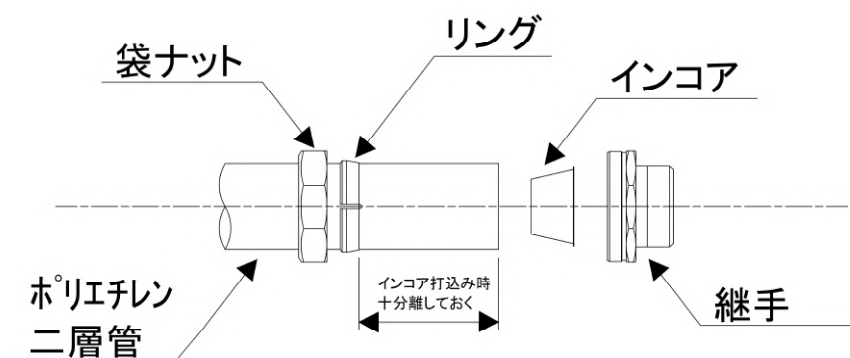 リング
袋ナット
インコア
インコア打込み時
十分離しておく
ポリエチレン
二層管
継手